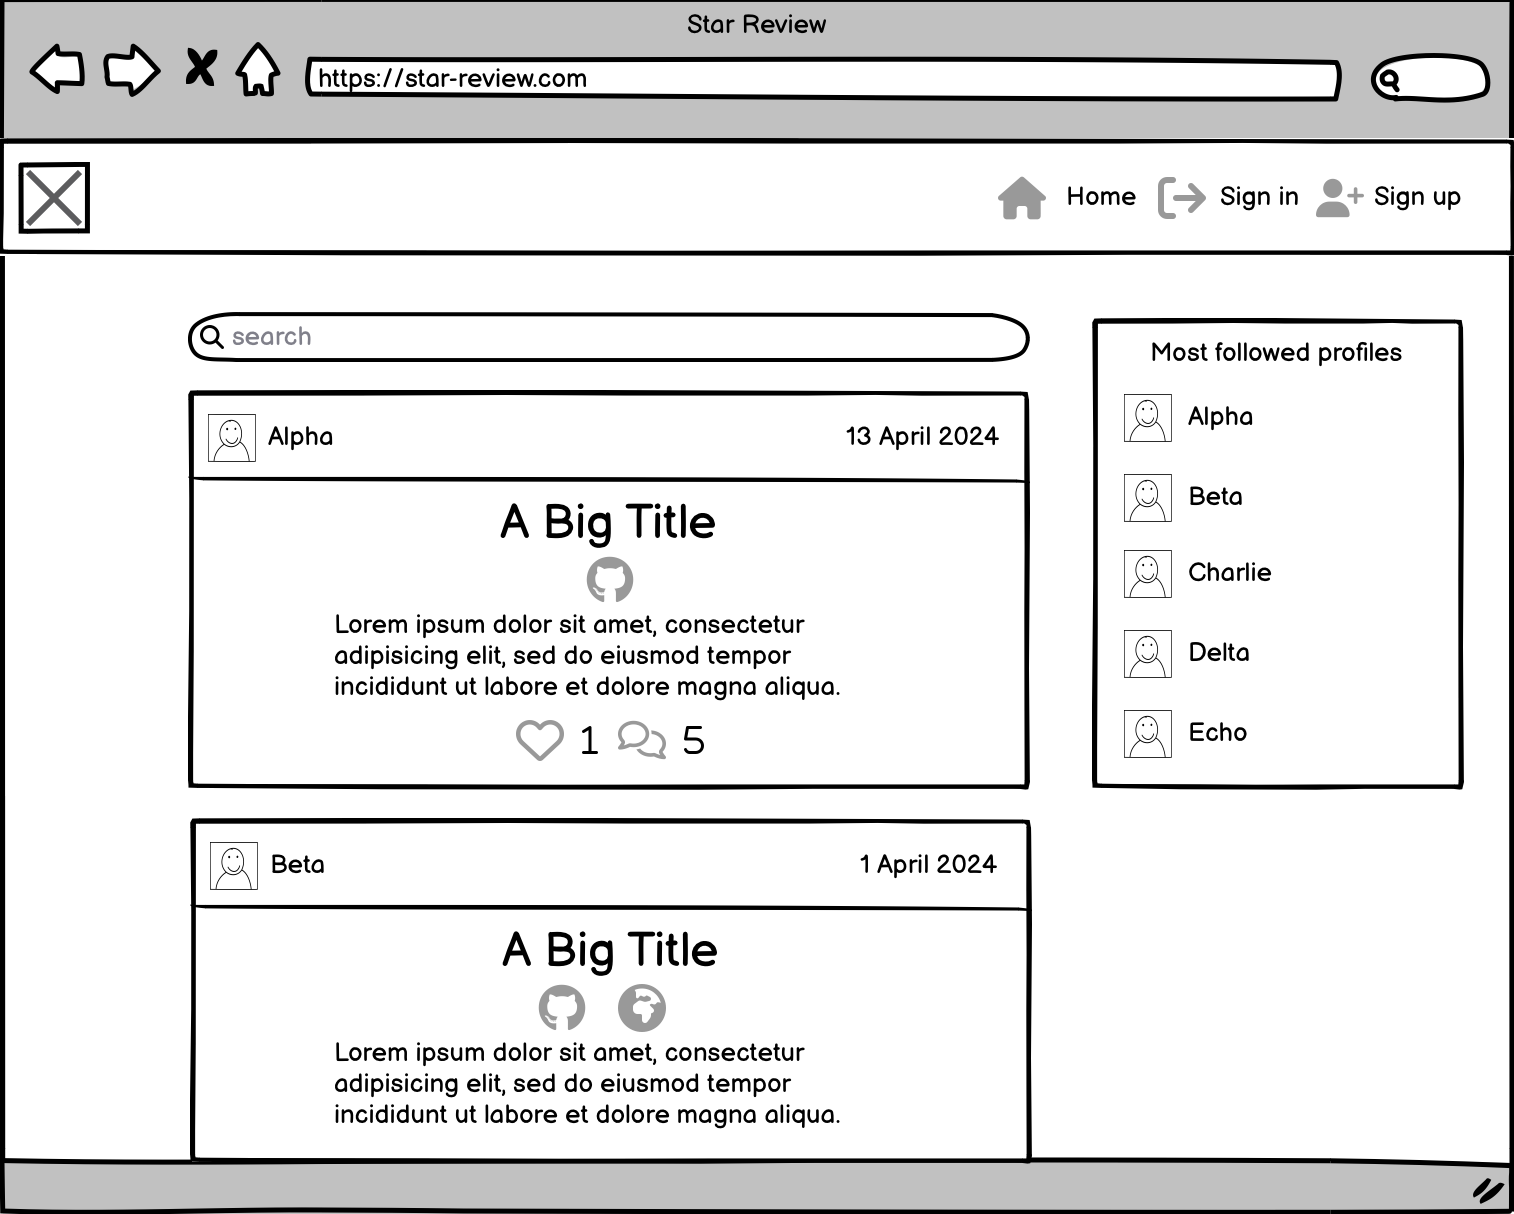 Star Review
https://star-review.com
Home
Sign in
Sign up
search
Alpha
13 April 2024
A Big Title
Lorem ipsum dolor sit amet, consectetur
adipisicing elit, sed do eiusmod tempor
incididunt ut labore et dolore magna aliqua.
1
5
Beta
1 April 2024
A Big Title
Lorem ipsum dolor sit amet, consectetur
adipisicing elit, sed do eiusmod tempor
incididunt ut labore et dolore magna aliqua.
Most followed profiles
Alpha
Beta
Charlie
Delta
Echo